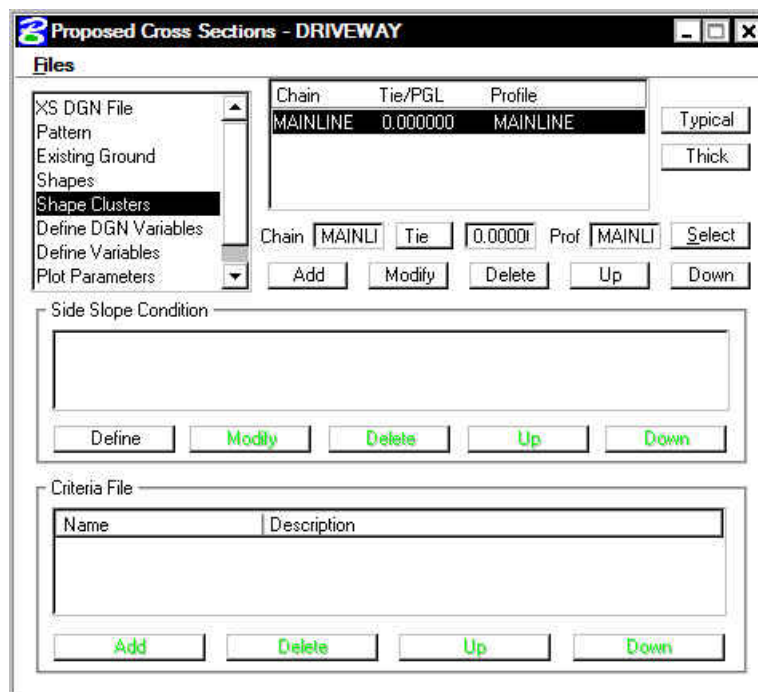 Proposed Cross Sections - DRIVEWAY
Files
XS DGN File
Pattern
Existing Ground
Shapes
Shape Clusters
Define DGN Variables
Define Variables
Plot Parameters
Chain Tie/PGL Profile
MAINLINE 0.000000 MAINLINE
Typical
Thick
Chain MAINLI Tie 0.0000 Prof MAINLI Select
Add Modify Delete Up Down
Side Slope Condition
Define Modify Delete Up Down
Criteria File
Name Description
Add Delete Up Down